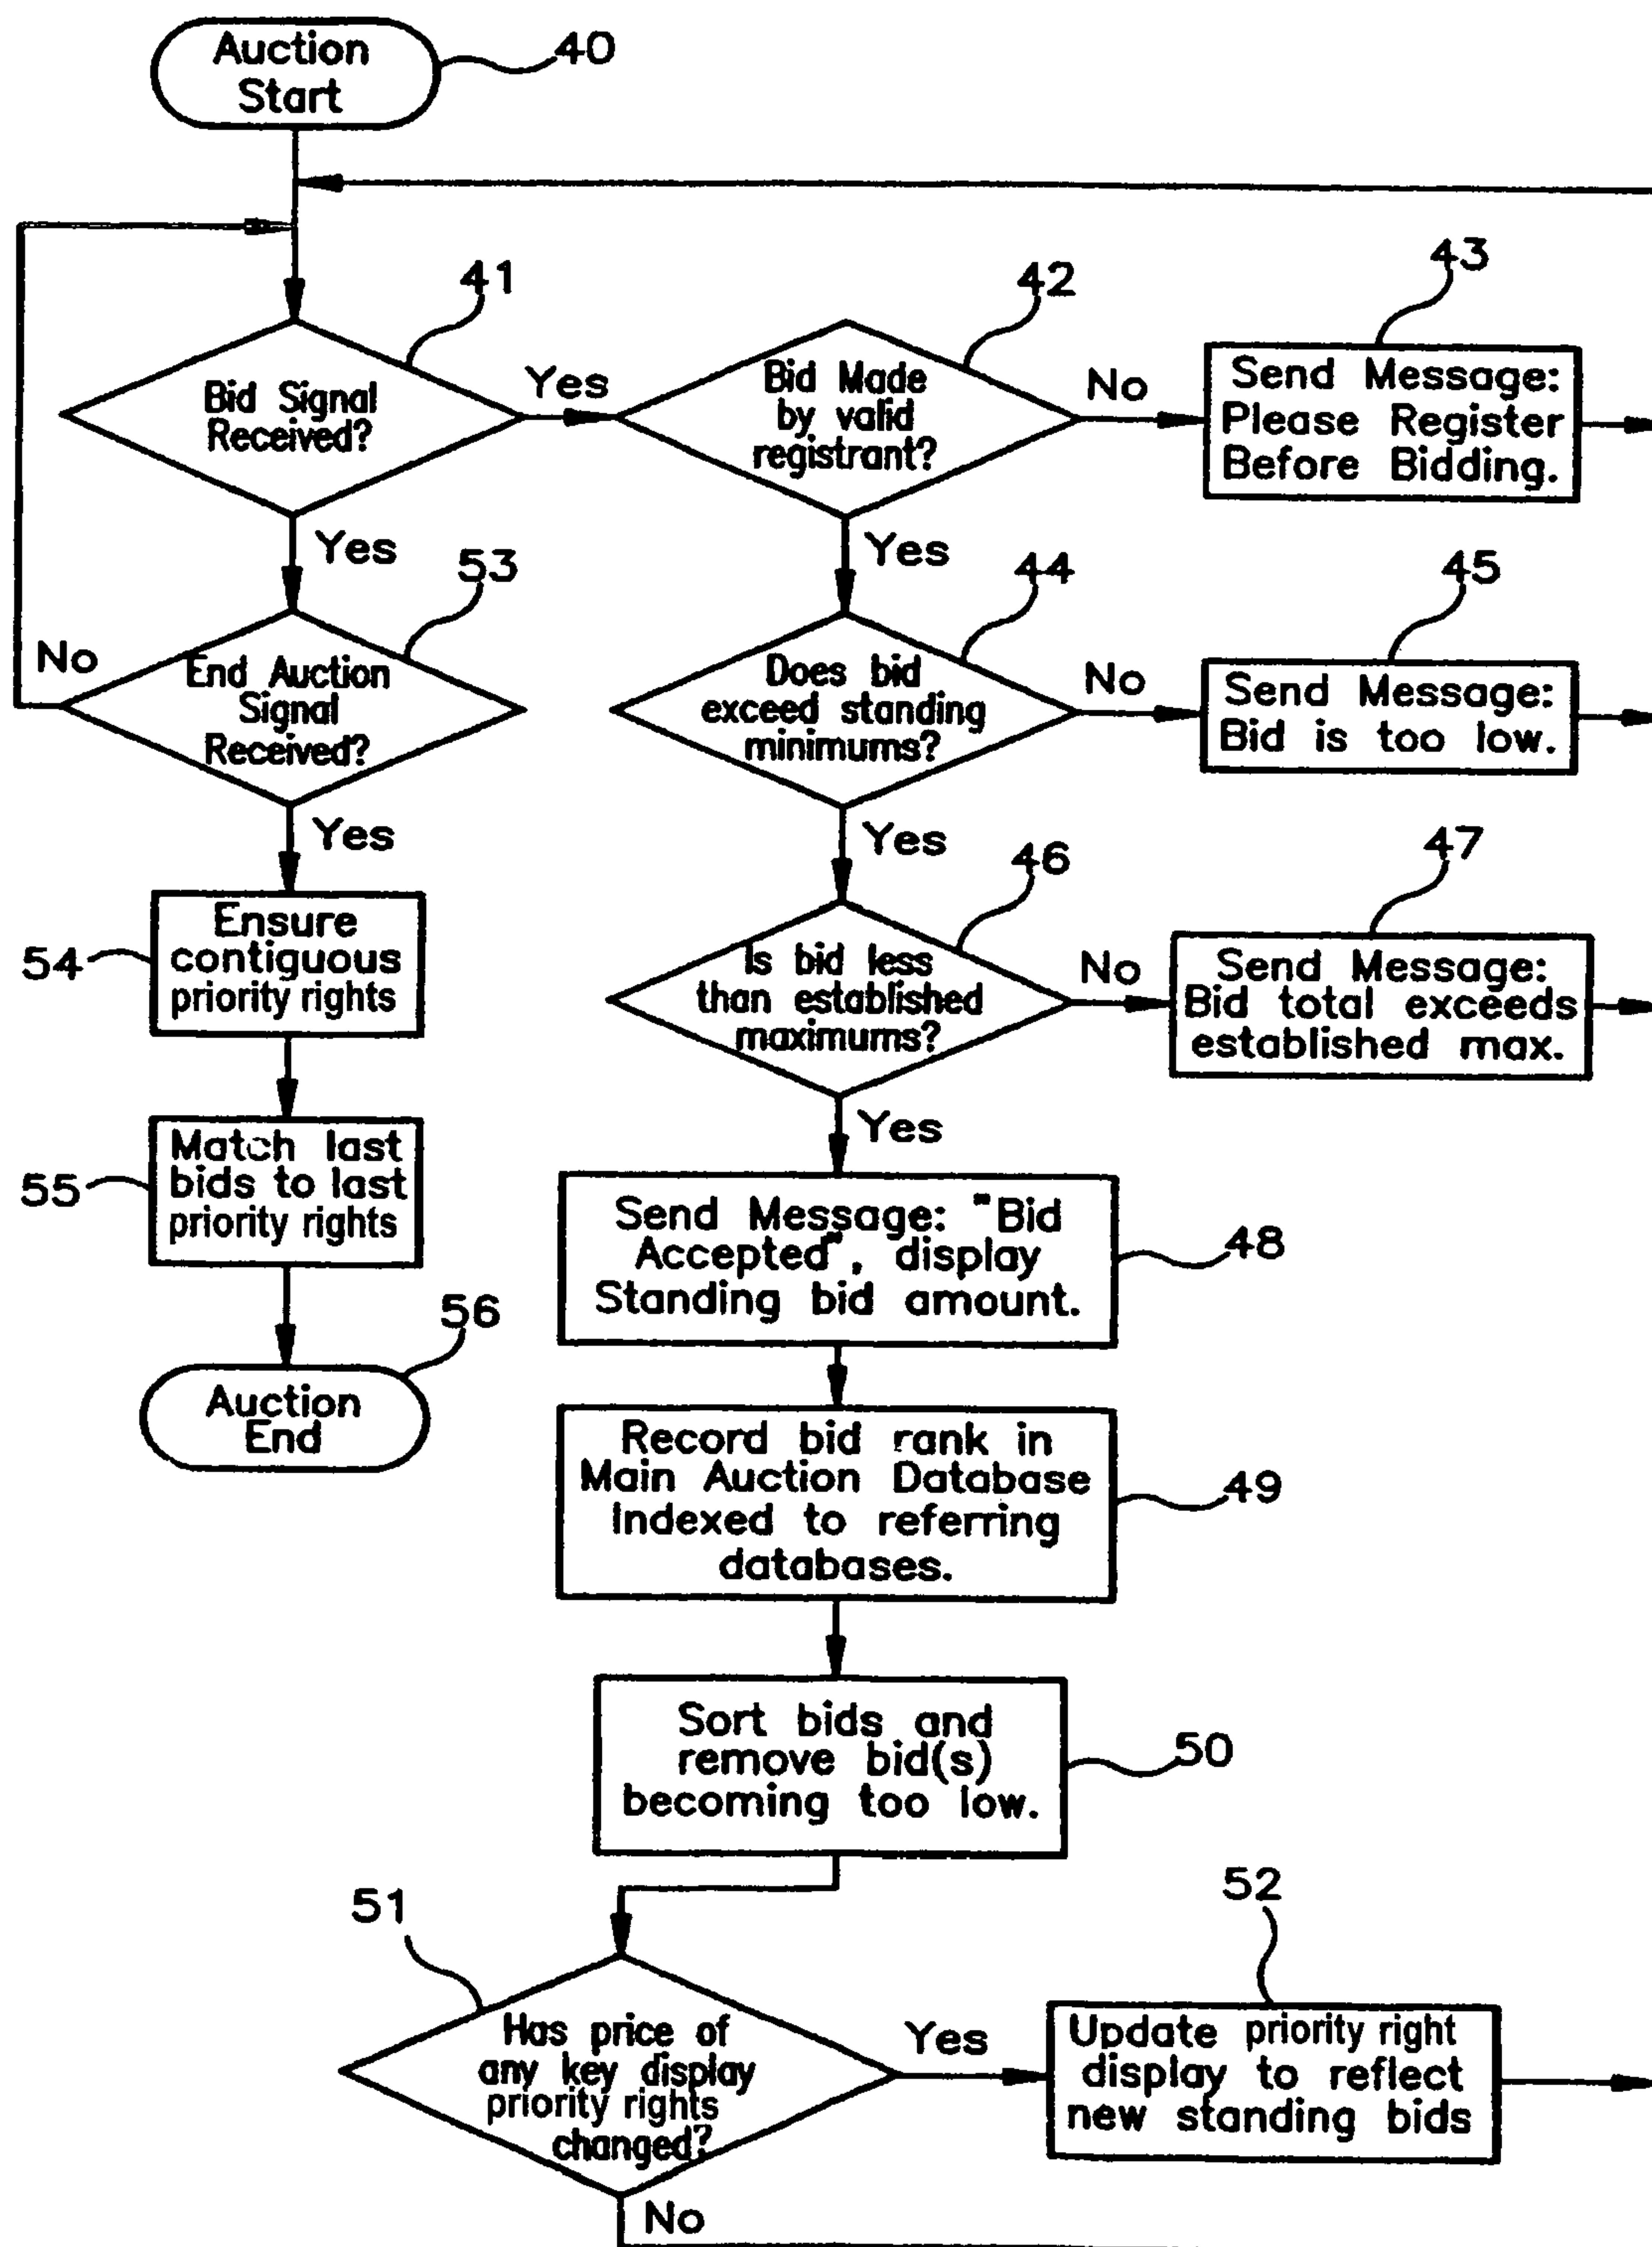 Auction
Start
40
41
42
43
Bid Signal
Received?
Yes
Bid Made
by valid
registrant?
No
Send Message:
Please Register
Before Bidding.
Yes
Yes
53
44
45
No
End Auction
Signal
Received?
Does bid
exceed standing
minimums?
No
Send Message:
Bid is too low.
Yes
Yes
46
47
54
Ensure
contiguous
priority rights
Is bid less
than established
maximums?
No
Send Message:
Bid total exceeds
established max.
Yes
55
Match last
bids to last
priority rights
Send Message: "Bid
Accepted", display
Standing bid amount.
48
56
Auction
End
Record bid rank in
Main Auction Database
Indexed to referring
databases.
49
Sort bids and
remove bid(s)
becoming too low.
50
51
52
Has price of
any key display
priority rights
changed?
Yes
Update priority right
display to reflect
new standing bids
No